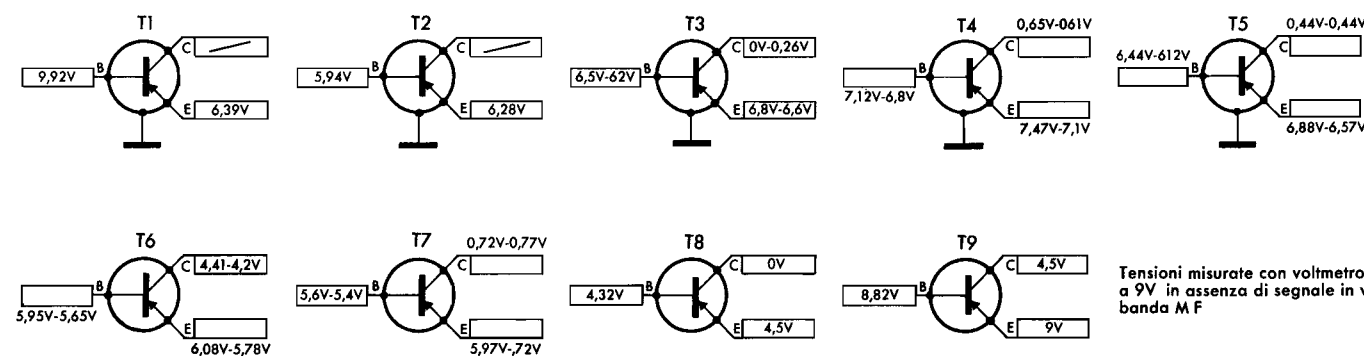 T1
C
B
9,92V
E
6,39V
T2
C
B
5,94V
E
6,28V
T3
C
0V-0,26V
B
6,5V-62V
E
6,8V-6,6V
T4
0,65V-061V
C
B
7,12V-6,8V
E
7,47V-7,1V
T5
0,44V-0,44V
C
6,44V-612V
B
E
6,88V-6,57V
T6
C
4,41-4,2V
B
5,95V-5,65V
E
6,08V-5,78V
T7
0,72V-0,77V
C
B
5,6V-5,4V
E
5,97V-,72V
T8
C
0V
B
4,32V
E
4,5V
T9
C
4,5V
B
8,82V
E
9V
Tensioni misurate con voltmetro
a 9V in assenza di segnale in v
banda M F